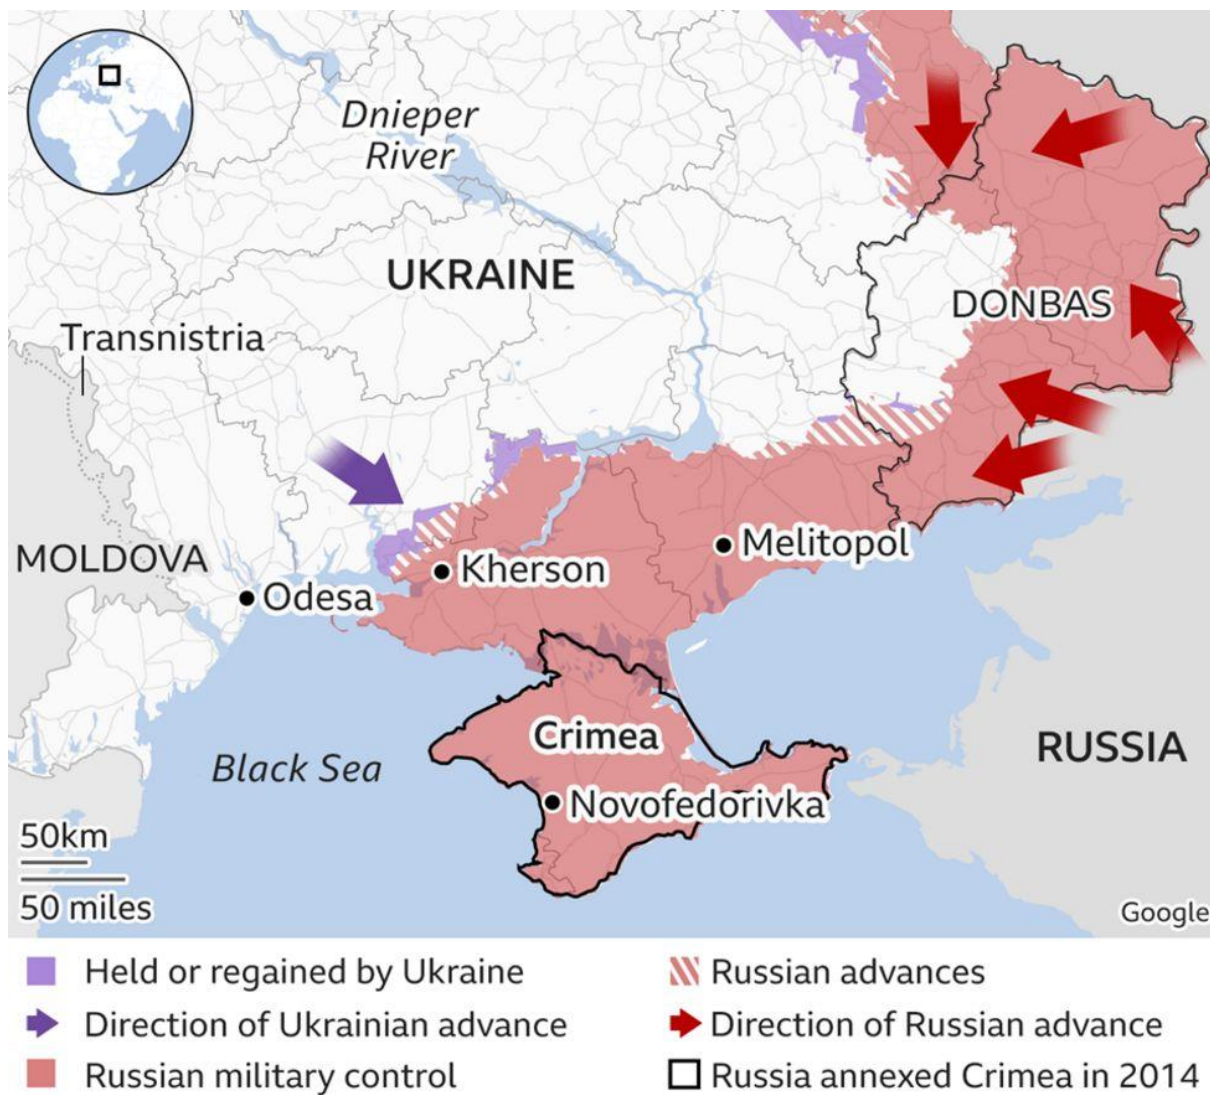 Dnieper
River
UKRAINE
DONBAS
Transnistria
MOLDOVA
Odesa
Kherson
Melitopol
Crimea
RUSSIA
Black Sea
Novofedorivka
50km
50 miles
Google
Held or regained by Ukraine
Russian advances
Direction of Ukrainian advance
Direction of Russian advance
Russian military control
Russia annexed Crimea in 2014